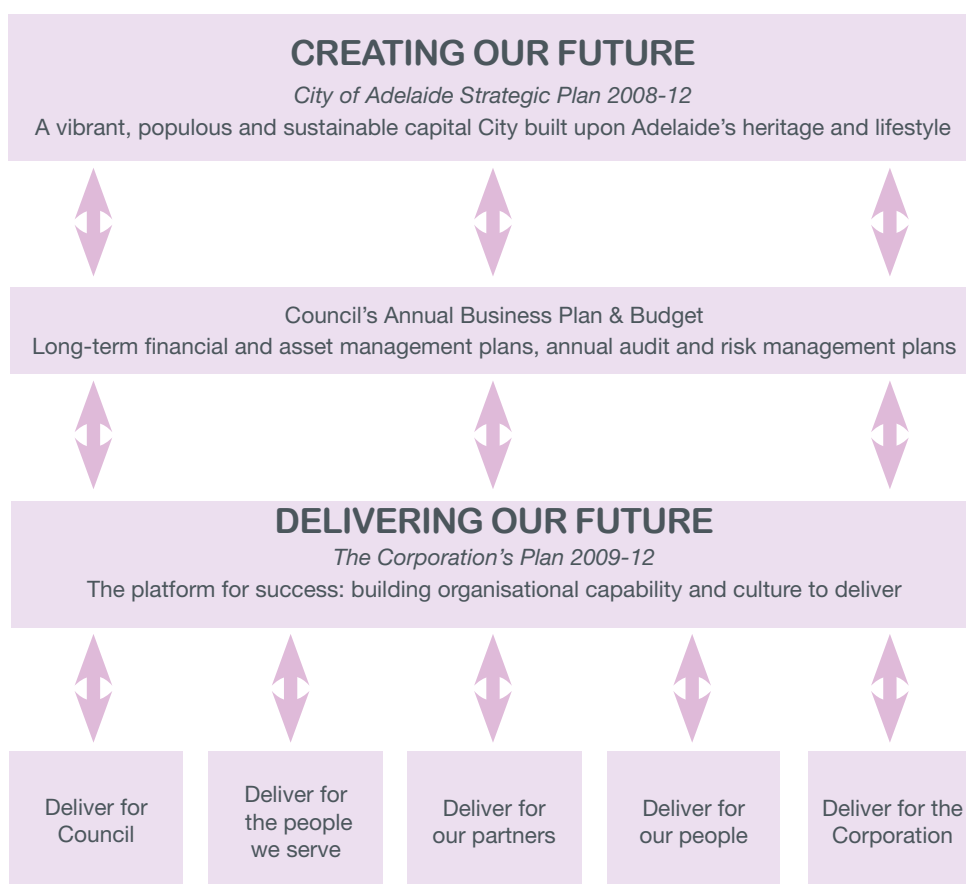 CREATING OUR FUTURE
City of Adelaide Strategic Plan 2008-12
A vibrant, populous and sustainable capital City built upon Adelaide’s heritage and lifestyle
Council’s Annual Business Plan & Budget
Long-term financial and asset management plans, annual audit and risk management plans
DELIVERING OUR FUTURE
The Corporation’s Plan 2009-12
The platform for success: building organisational capability and culture to deliver
Deliver for
Council
Deliver for
the people
we serve
Deliver for
our partners
Deliver for
our people
Deliver for the
Corporation